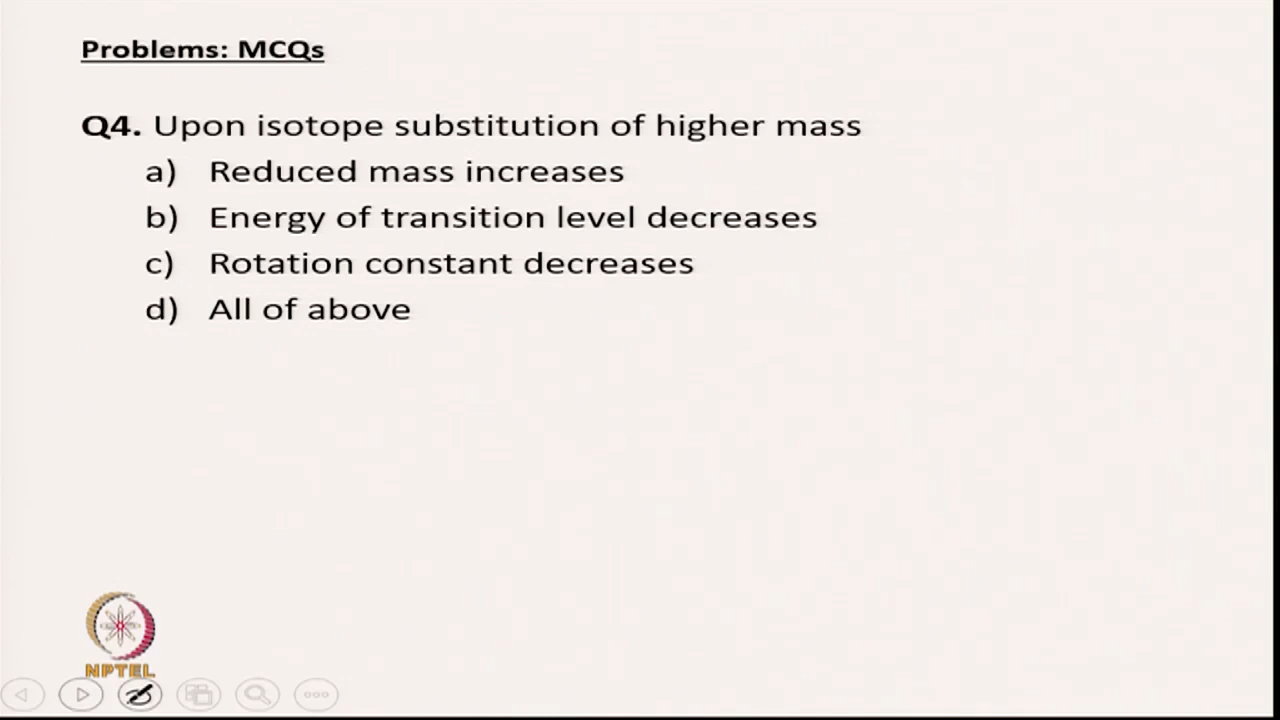 Problems: MCQs
Q4. Upon isotope substitution of higher mass
a) Reduced mass increases
b) Energy of transition level decreases
c) Rotation constant decreases
d) All of above
NPTEL